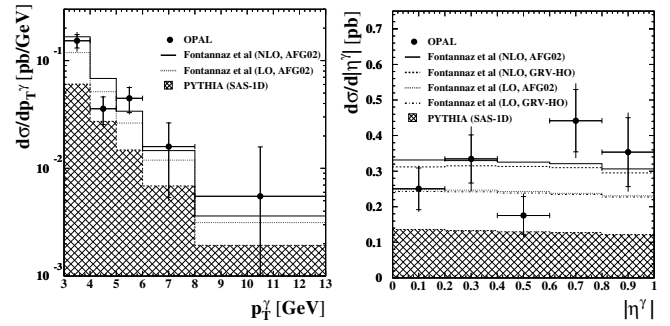 dσ/dp_T^γ [pb/GeV]
10^-1
10^-2
10^-3
OPAL
Fontannaz et al (NLO, AFG02)
Fontannaz et al (LO, AFG02)
PYTHIA (SAS-1D)
3 4 5 6 7 8 9 10 11 12 13
p_T^γ [GeV]
dσ/d|η^γ| [pb]
0.7
0.6
0.5
0.4
0.3
0.2
0.1
0
OPAL
Fontannaz et al (NLO, AFG02)
Fontannaz et al (NLO, GRV-HO)
Fontannaz et al (LO, AFG02)
Fontannaz et al (LO, GRV-HO)
PYTHIA (SAS-1D)
0 0.1 0.2 0.3 0.4 0.5 0.6 0.7 0.8 0.9 1
|η^γ|